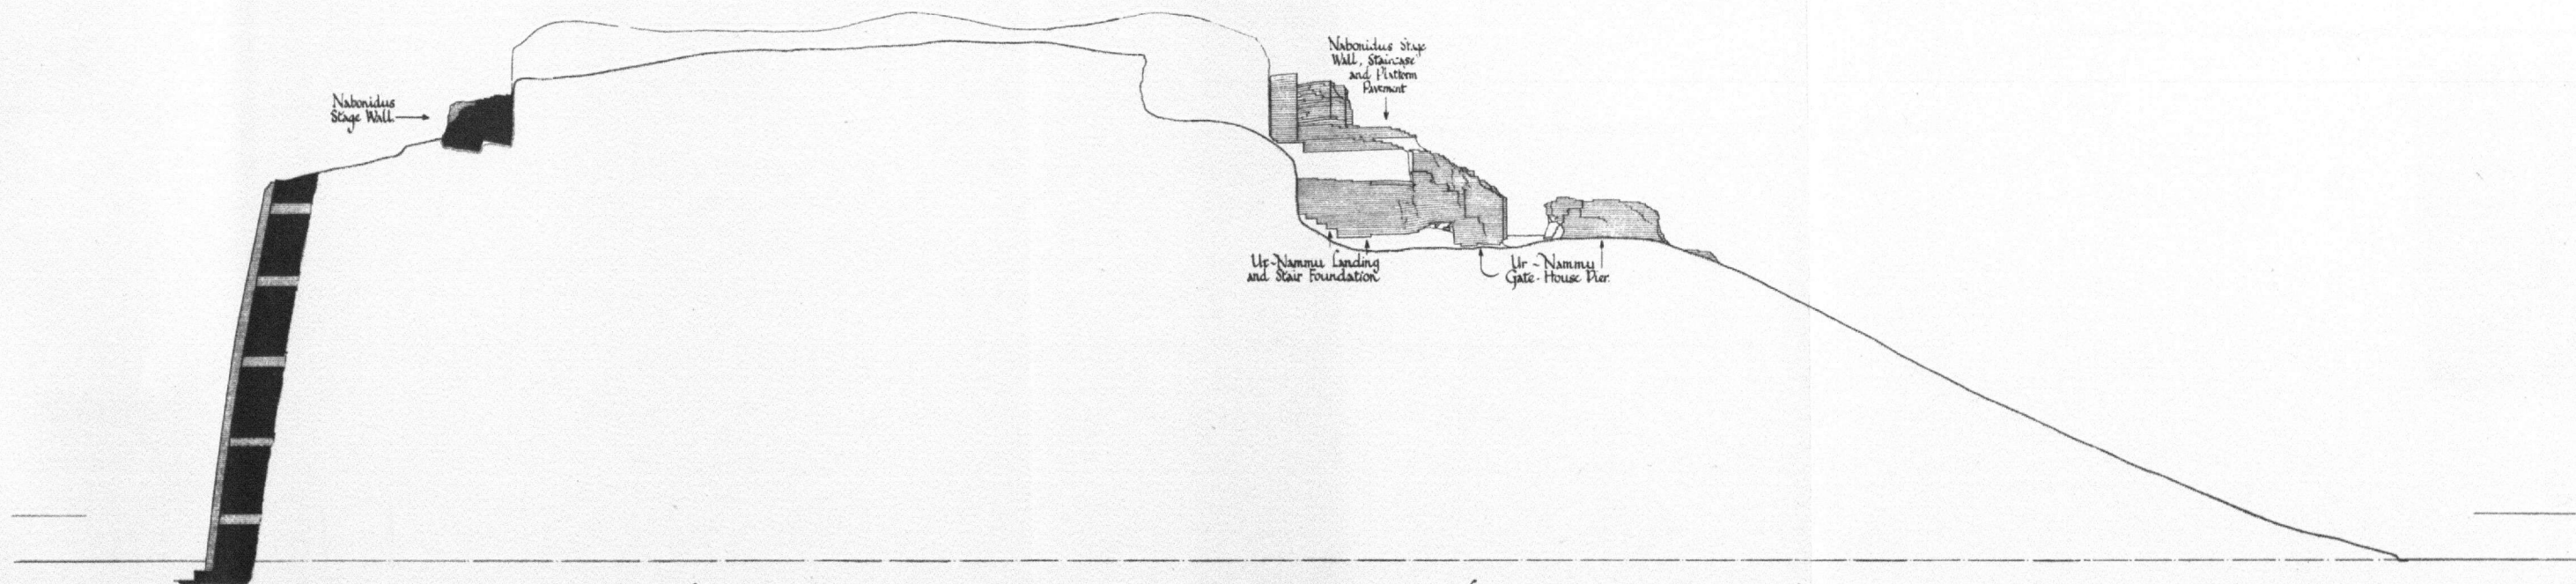 Nabonidus
Stage Wall.
Nabonidus Stage
Wall, Staircase
and Platform
Pavement
Ur-Nammu Landing
and Stair Foundation
Ur-Nammu
Gate-House Pier.